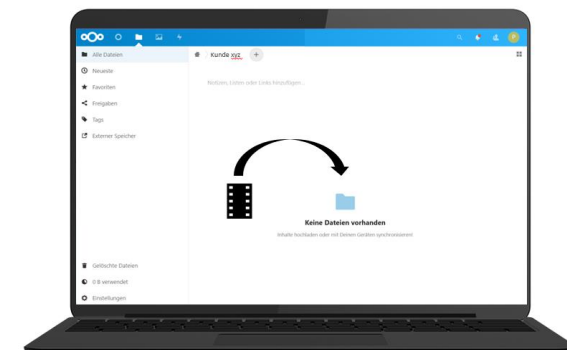 Alle Dateien
Kunde xyz
Neueste
Favoriten
Notizen, Listen oder Links hinzufügen ...
Freigaben
Tags
Externer Speicher
Keine Dateien vorhanden
Inhalte hochladen oder mit Deinen Geräten synchronisieren!
Gelöschte Dateien
0 B verwendet
Einstellungen